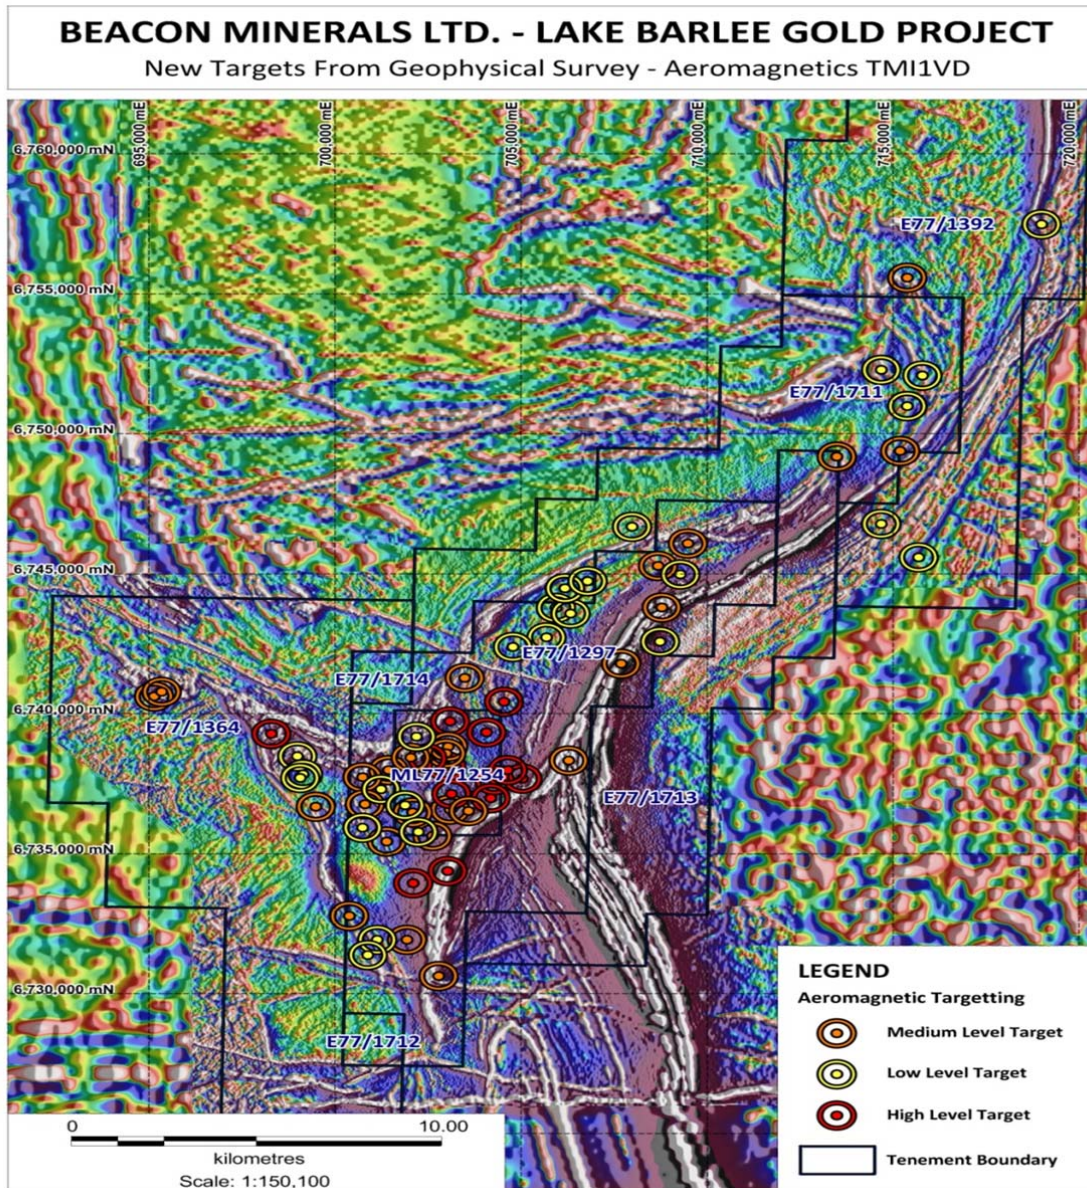 BEACON MINERALS LTD. - LAKE BARLEE GOLD PROJECT
New Targets From Geophysical Survey - Aeromagnetics TMI1VD
695,000 mE
700,000 mE
705,000 mE
710,000 mE
715,000 mE
720,000 mE
6,760,000 mN
E77/1392
6,755,000 mN
E77/1711
6,750,000 mN
6,745,000 mN
E77/1297
E77/1714
6,740,000 mN
E77/1364
ML77/1254
E77/1713
6,735,000 mN
6,730,000 mN
E77/1712
LEGEND
Aeromagnetic Targetting
Medium Level Target
Low Level Target
High Level Target
Tenement Boundary
0 10.00
kilometres
Scale: 1:150,100